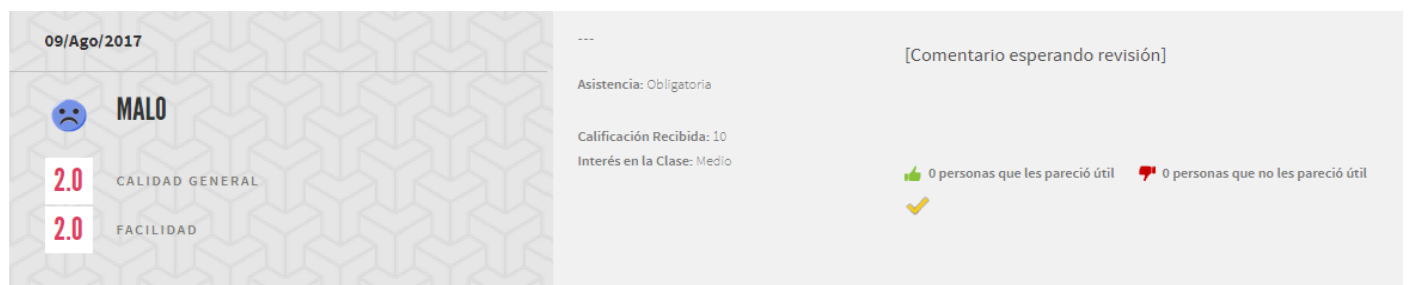 09/Ago/2017
MALO
2.0 CALIDAD GENERAL
2.0 FACILIDAD
---
Asistencia: Obligatoria
Calificación Recibida: 10
Interés en la Clase: Medio
[Comentario esperando revisión]
0 personas que les pareció útil 0 personas que no les pareció útil